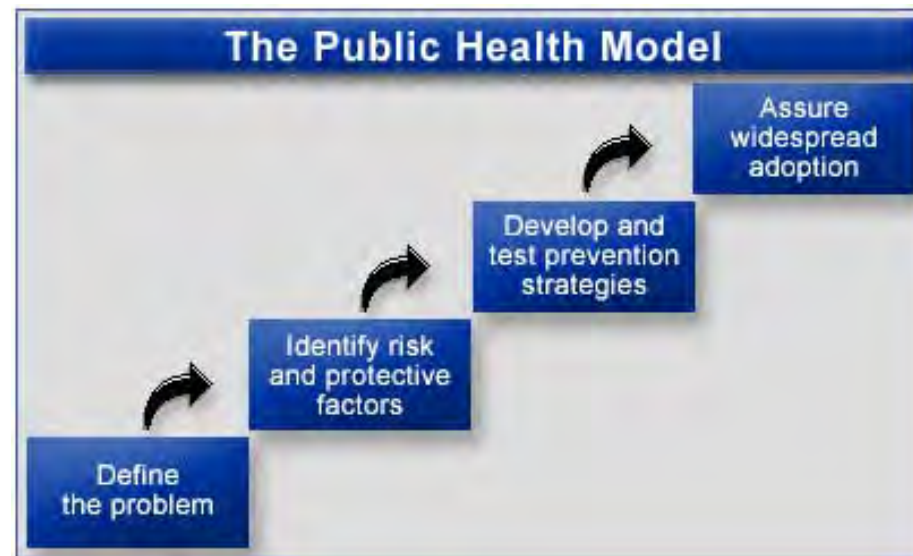 The Public Health Model
Assure
widespread
adoption
Develop and
test prevention
strategies
Identify risk
and protective
factors
Define
the problem